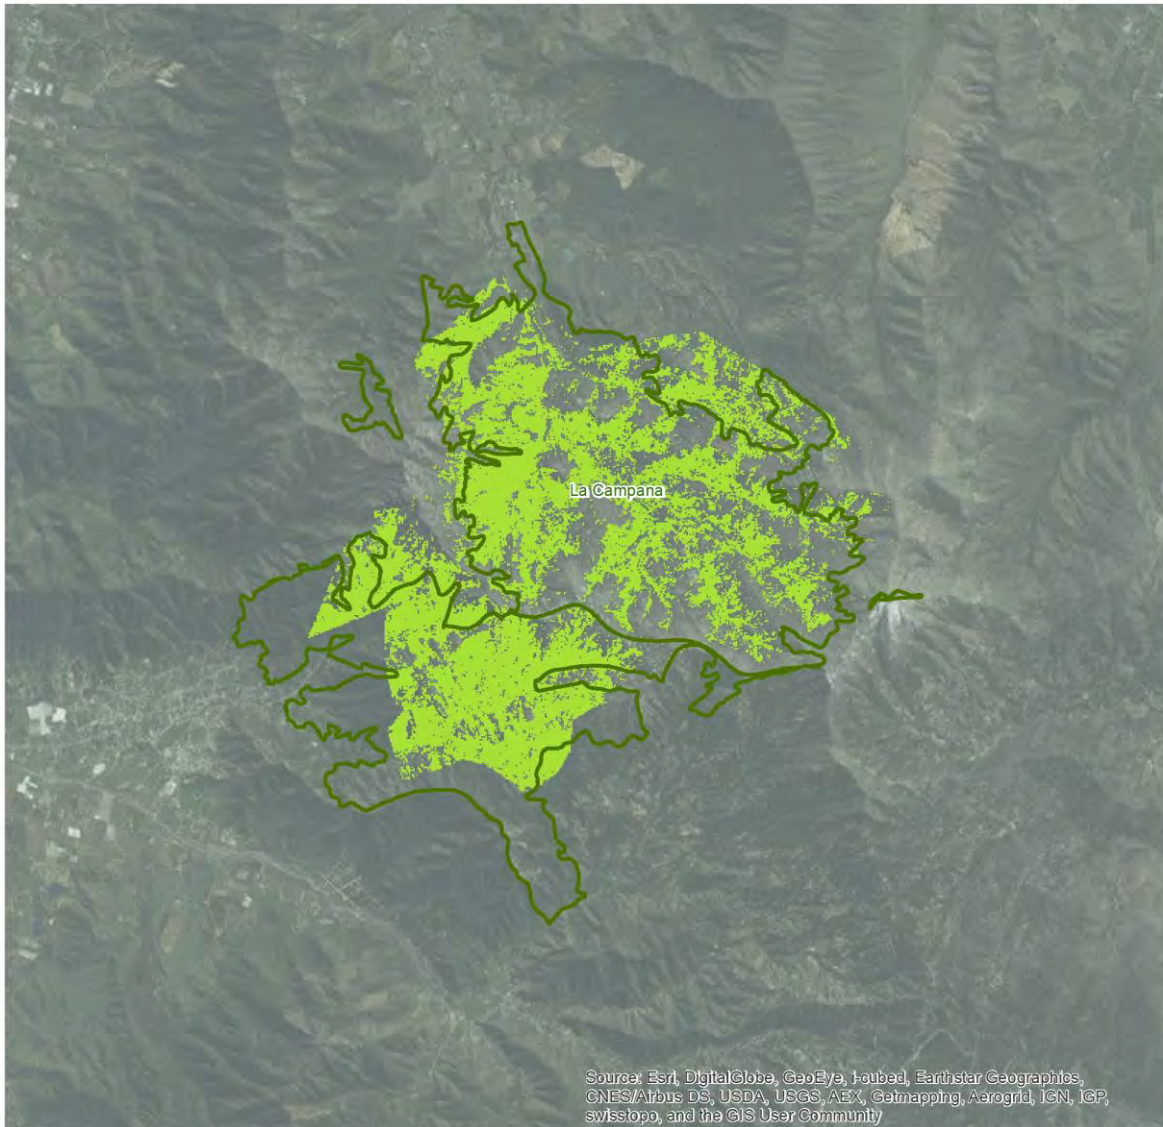 La Campana
Source: Esri, DigitalGlobe, GeoEye, i-cubed, Earthstar Geographics,
CNES/Airbus DS, USDA, USGS, AEX, Getmapping, Aerogrid, IGN, IGP,
swisstopo, and the GIS User Community